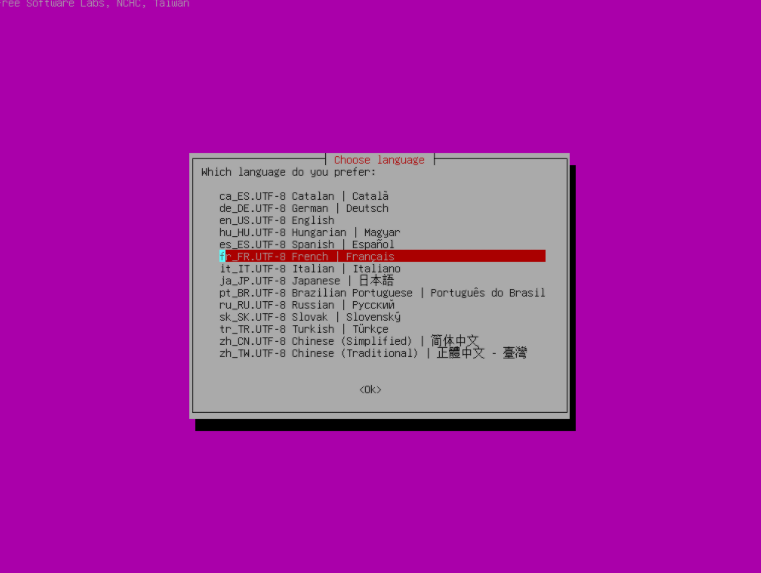 Free Software Labs, NCHC, Taiwan
Choose language
Which language do you prefer:
ca_ES.UTF-8 Catalan | Català
de_DE.UTF-8 German | Deutsch
en_US.UTF-8 English
hu_HU.UTF-8 Hungarian | Magyar
es_ES.UTF-8 Spanish | Español
fr_FR.UTF-8 French | Français
it_IT.UTF-8 Italian | Italiano
ja_JP.UTF-8 Japanese | 日本語
pt_BR.UTF-8 Brazilian Portuguese | Português do Brasil
ru_RU.UTF-8 Russian | Русский
sk_SK.UTF-8 Slovak | Slovenský
tr_TR.UTF-8 Turkish | Türkçe
zh_CN.UTF-8 Chinese (Simplified) | 简体中文
zh_TW.UTF-8 Chinese (Traditional) | 正體中文 - 臺灣
<Ok>